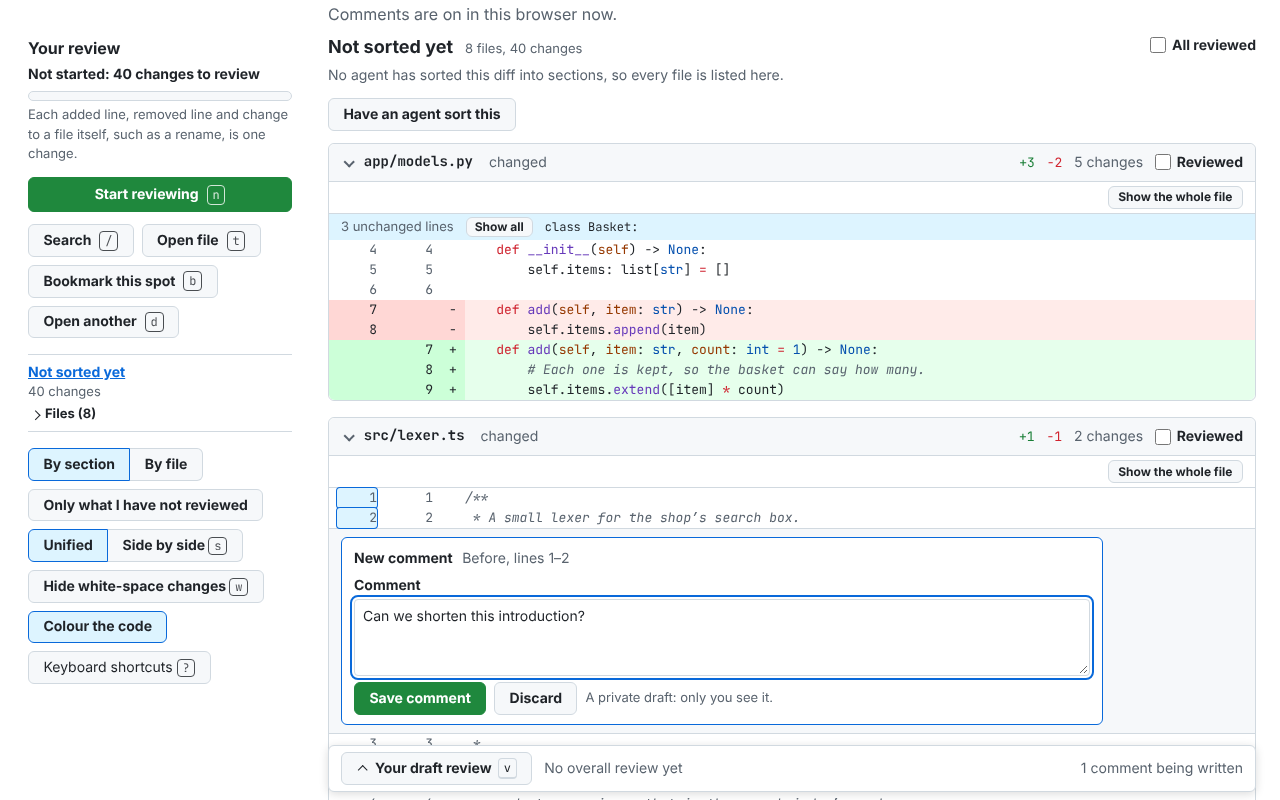 Comments are on in this browser now.
Your review
Not started: 40 changes to review
Each added line, removed line and change
to a file itself, such as a rename, is one
change.
Start reviewing n
Search /
Open file t
Bookmark this spot b
Open another d
Not sorted yet
40 changes
Files (8)
By section
By file
Only what I have not reviewed
Unified
Side by side s
Hide white-space changes w
Colour the code
Keyboard shortcuts ?
Not sorted yet 8 files, 40 changes
All reviewed
No agent has sorted this diff into sections, so every file is listed here.
Have an agent sort this
app/models.py changed +3 -2 5 changes Reviewed
Show the whole file
3 unchanged lines Show all class Basket:
4 4 def __init__(self) -> None:
5 5 self.items: list[str] = []
6 6
7 - def add(self, item: str) -> None:
8 - self.items.append(item)
7 + def add(self, item: str, count: int = 1) -> None:
8 + # Each one is kept, so the basket can say how many.
9 + self.items.extend([item] * count)
src/lexer.ts changed +1 -1 2 changes Reviewed
Show the whole file
1 1 /**
2 2 * A small lexer for the shop’s search box.
New comment Before, lines 1–2
Comment
Can we shorten this introduction?
Save comment
Discard
A private draft: only you see it.
3 3 *
Your draft review v
No overall review yet
1 comment being written